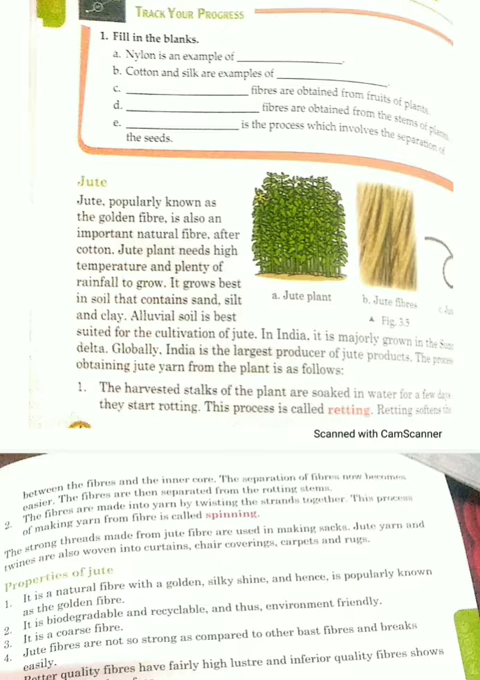 TRACK YOUR PROGRESS
1. Fill in the blanks.
a. Nylon is an example of ____________.
b. Cotton and silk are examples of ____________.
c. ____________ fibres are obtained from fruits of plants.
d. ____________ fibres are obtained from the stems of plants.
e. ____________ is the process which involves the separation of
the seeds.
Jute
Jute, popularly known as
the golden fibre, is also an
important natural fibre, after
cotton. Jute plant needs high
temperature and plenty of
rainfall to grow. It grows best
in soil that contains sand, silt
and clay. Alluvial soil is best
a. Jute plant
b. Jute fibres
▲ Fig. 3.5
suited for the cultivation of jute. In India, it is majorly grown in the
delta. Globally, India is the largest producer of jute products. The
obtaining jute yarn from the plant is as follows:
1. The harvested stalks of the plant are soaked in water for a few days
they start rotting. This process is called retting. Retting softens
Scanned with CamScanner
between the fibres and the inner core. The separation of fibres now becomes
easier. The fibres are then separated from the rotting stems.
2. The fibres are made into yarn by twisting the strands together. This process
of making yarn from fibre is called spinning.
The strong threads made from jute fibre are used in making sacks. Jute yarn and
twines are also woven into curtains, chair coverings, carpets and rugs.
Properties of jute
1. It is a natural fibre with a golden, silky shine, and hence, is popularly known
as the golden fibre.
2. It is biodegradable and recyclable, and thus, environment friendly.
3. It is a coarse fibre.
4. Jute fibres are not so strong as compared to other bast fibres and breaks
easily.
Better quality fibres have fairly high lustre and inferior quality fibres shows